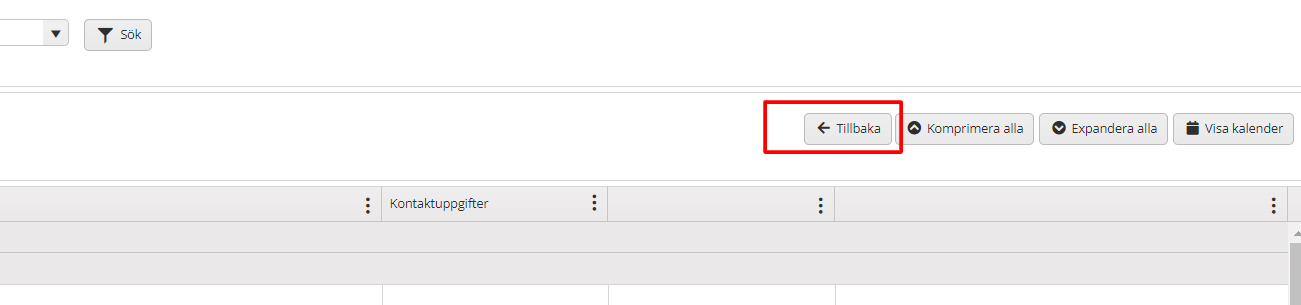 Sök
Tillbaka Komprimera alla Expandera alla Visa kalender
Kontaktuppgifter